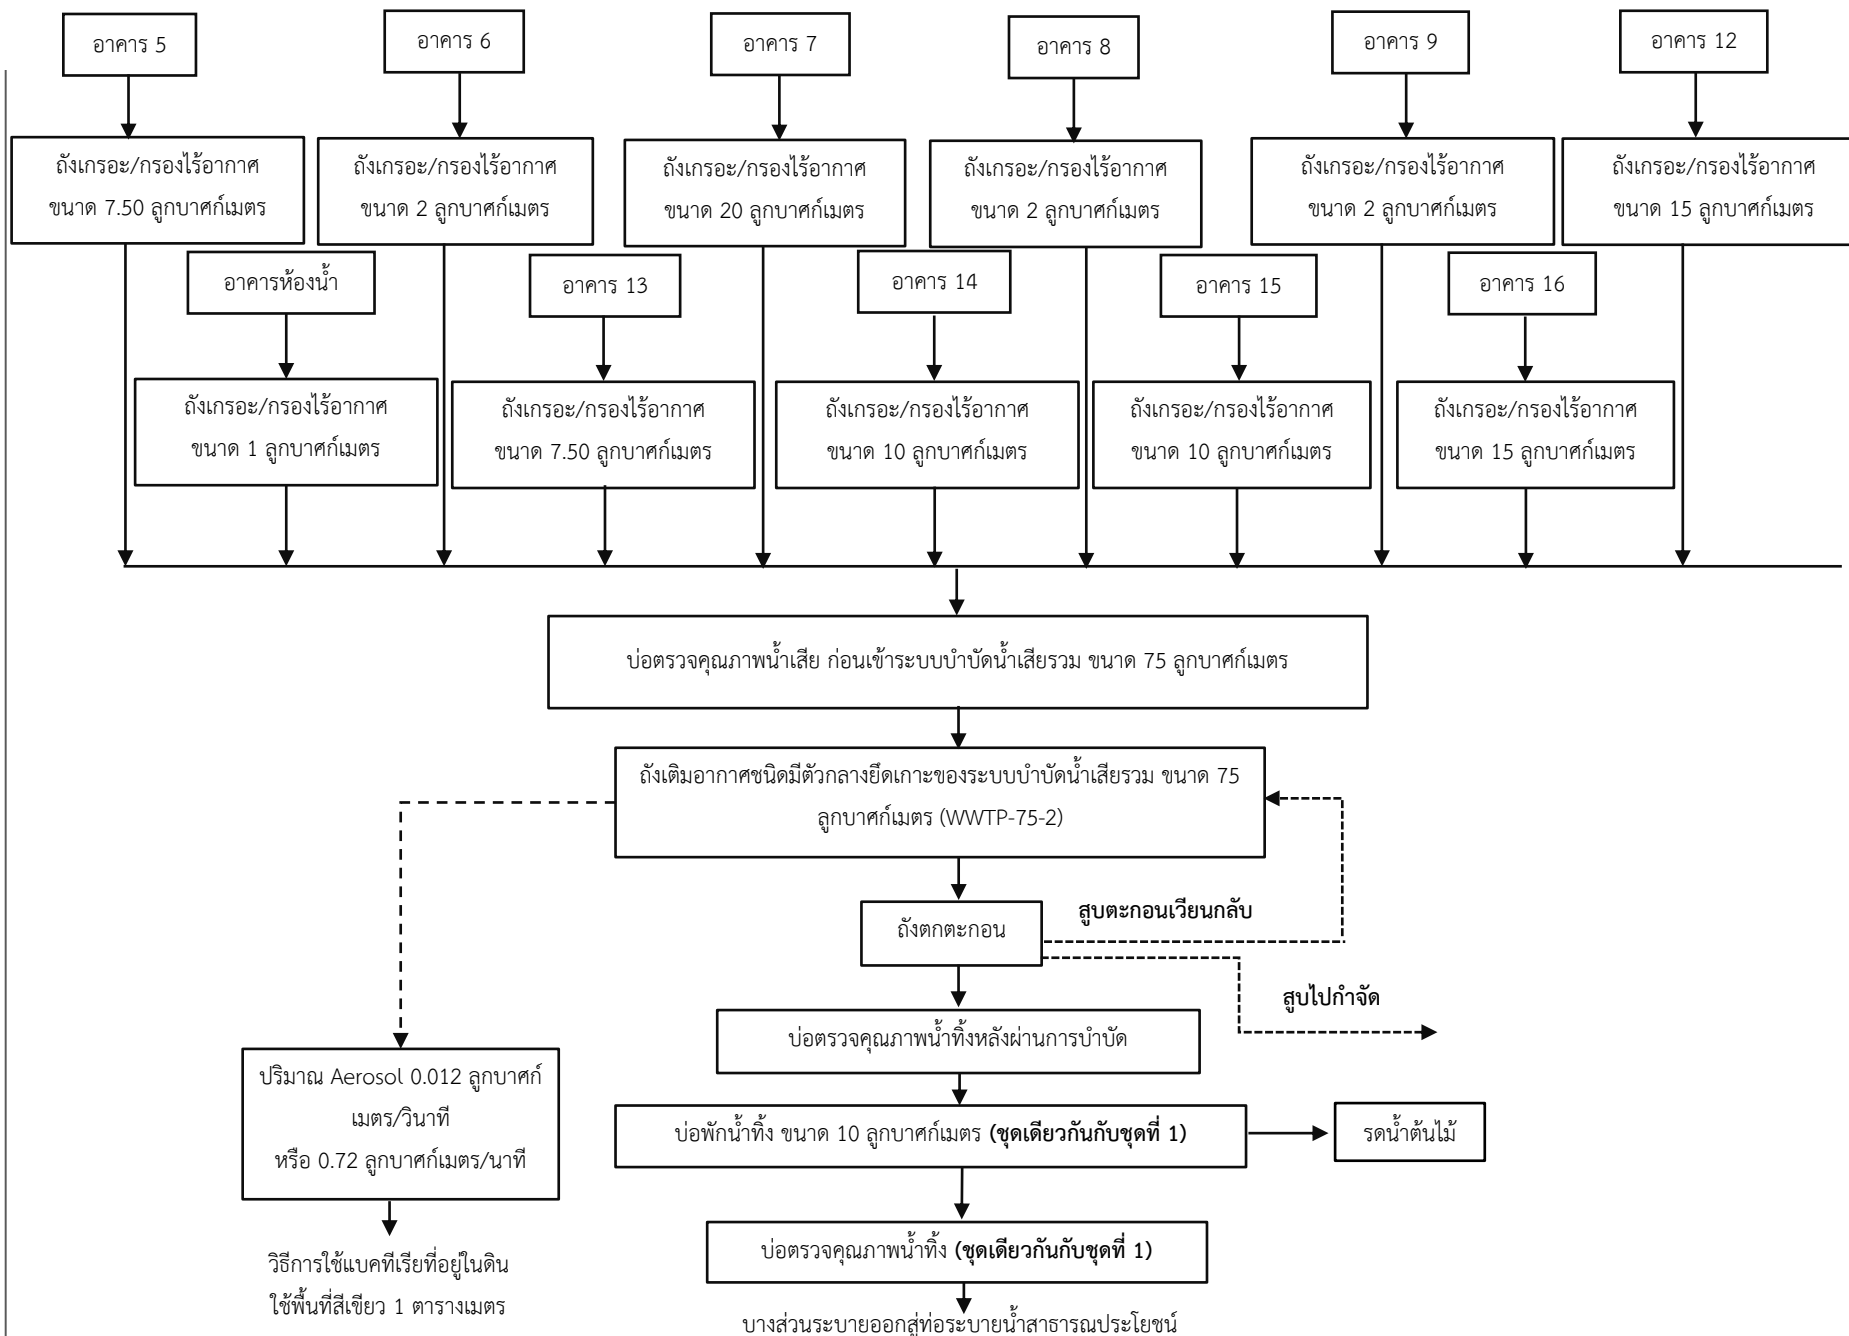 อาคาร 5
อาคาร 6
อาคาร 7
อาคาร 8
อาคาร 9
อาคาร 12
ถังเกรอะ/กรองไร้อากาศ
ขนาด 7.50 ลูกบาศก์เมตร
ถังเกรอะ/กรองไร้อากาศ
ขนาด 2 ลูกบาศก์เมตร
ถังเกรอะ/กรองไร้อากาศ
ขนาด 20 ลูกบาศก์เมตร
ถังเกรอะ/กรองไร้อากาศ
ขนาด 2 ลูกบาศก์เมตร
ถังเกรอะ/กรองไร้อากาศ
ขนาด 2 ลูกบาศก์เมตร
ถังเกรอะ/กรองไร้อากาศ
ขนาด 15 ลูกบาศก์เมตร
อาคารห้องน้ำ
อาคาร 13
อาคาร 14
อาคาร 15
อาคาร 16
ถังเกรอะ/กรองไร้อากาศ
ขนาด 1 ลูกบาศก์เมตร
ถังเกรอะ/กรองไร้อากาศ
ขนาด 7.50 ลูกบาศก์เมตร
ถังเกรอะ/กรองไร้อากาศ
ขนาด 10 ลูกบาศก์เมตร
ถังเกรอะ/กรองไร้อากาศ
ขนาด 10 ลูกบาศก์เมตร
ถังเกรอะ/กรองไร้อากาศ
ขนาด 15 ลูกบาศก์เมตร
บ่อตรวจคุณภาพน้ำเสีย ก่อนเข้าระบบบำบัดน้ำเสียรวม ขนาด 75 ลูกบาศก์เมตร
ถังเติมอากาศชนิดมีตัวกลางยึดเกาะของระบบบำบัดน้ำเสียรวม ขนาด 75
ลูกบาศก์เมตร (WWTP-75-2)
ถังตกตะกอน
สูบตะกอนเวียนกลับ
สูบไปกำจัด
บ่อตรวจคุณภาพน้ำทิ้งหลังผ่านการบำบัด
ปริมาณ Aerosol 0.012 ลูกบาศก์
เมตร/วินาที
หรือ 0.72 ลูกบาศก์เมตร/นาที
บ่อพักน้ำทิ้ง ขนาด 10 ลูกบาศก์เมตร (ชุดเดียวกันกับชุดที่ 1)
รดน้ำต้นไม้
บ่อตรวจคุณภาพน้ำทิ้ง (ชุดเดียวกันกับชุดที่ 1)
วิธีการใช้แบคทีเรียที่อยู่ในดิน
ใช้พื้นที่สีเขียว 1 ตารางเมตร
บางส่วนระบายออกสู่ท่อระบายน้ำสาธารณประโยชน์